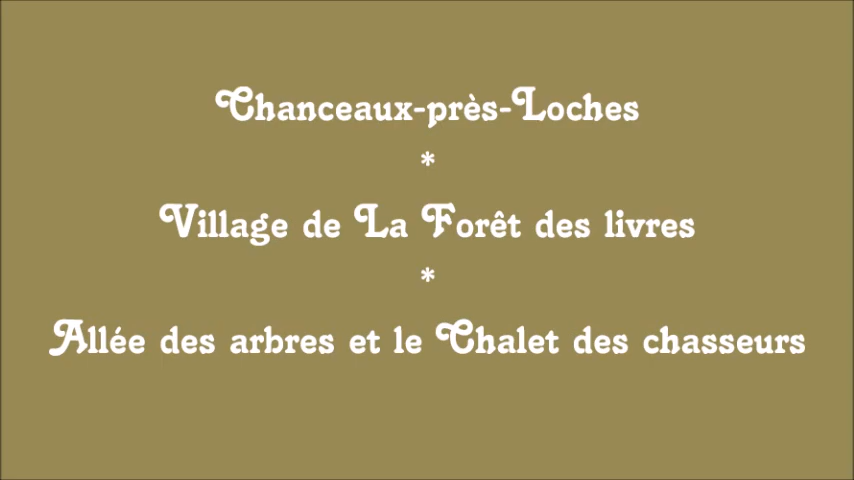 Chanceaux-près-Loches
*
Village de La Forêt des livres
*
Allée des arbres et le Chalet des chasseurs